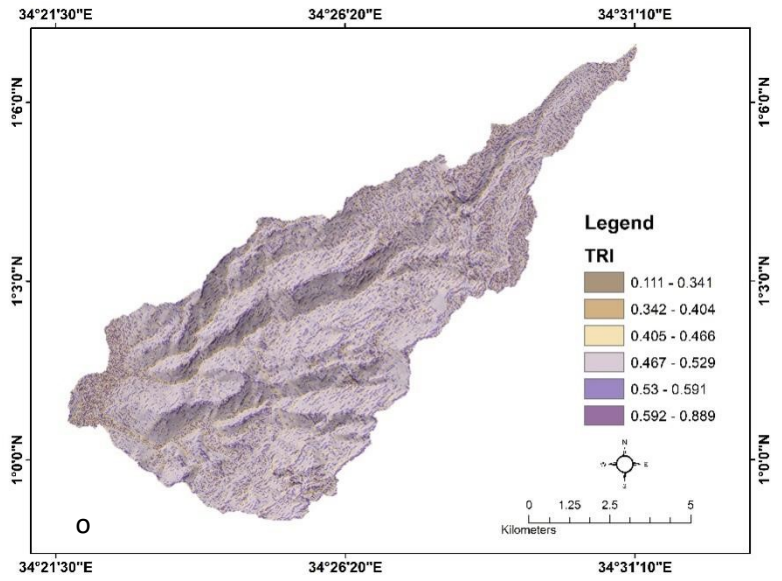 34°21'30"E 34°26'20"E 34°31'10"E
1°6'0"N 1°6'0"N
1°3'0"N 1°3'0"N
1°0'0"N 1°0'0"N
Legend
TRI
0.111 - 0.341
0.342 - 0.404
0.405 - 0.466
0.467 - 0.529
0.53 - 0.591
0.592 - 0.889
N
W E
S
0 1.25 2.5 5
Kilometers
O
34°21'30"E 34°26'20"E 34°31'10"E